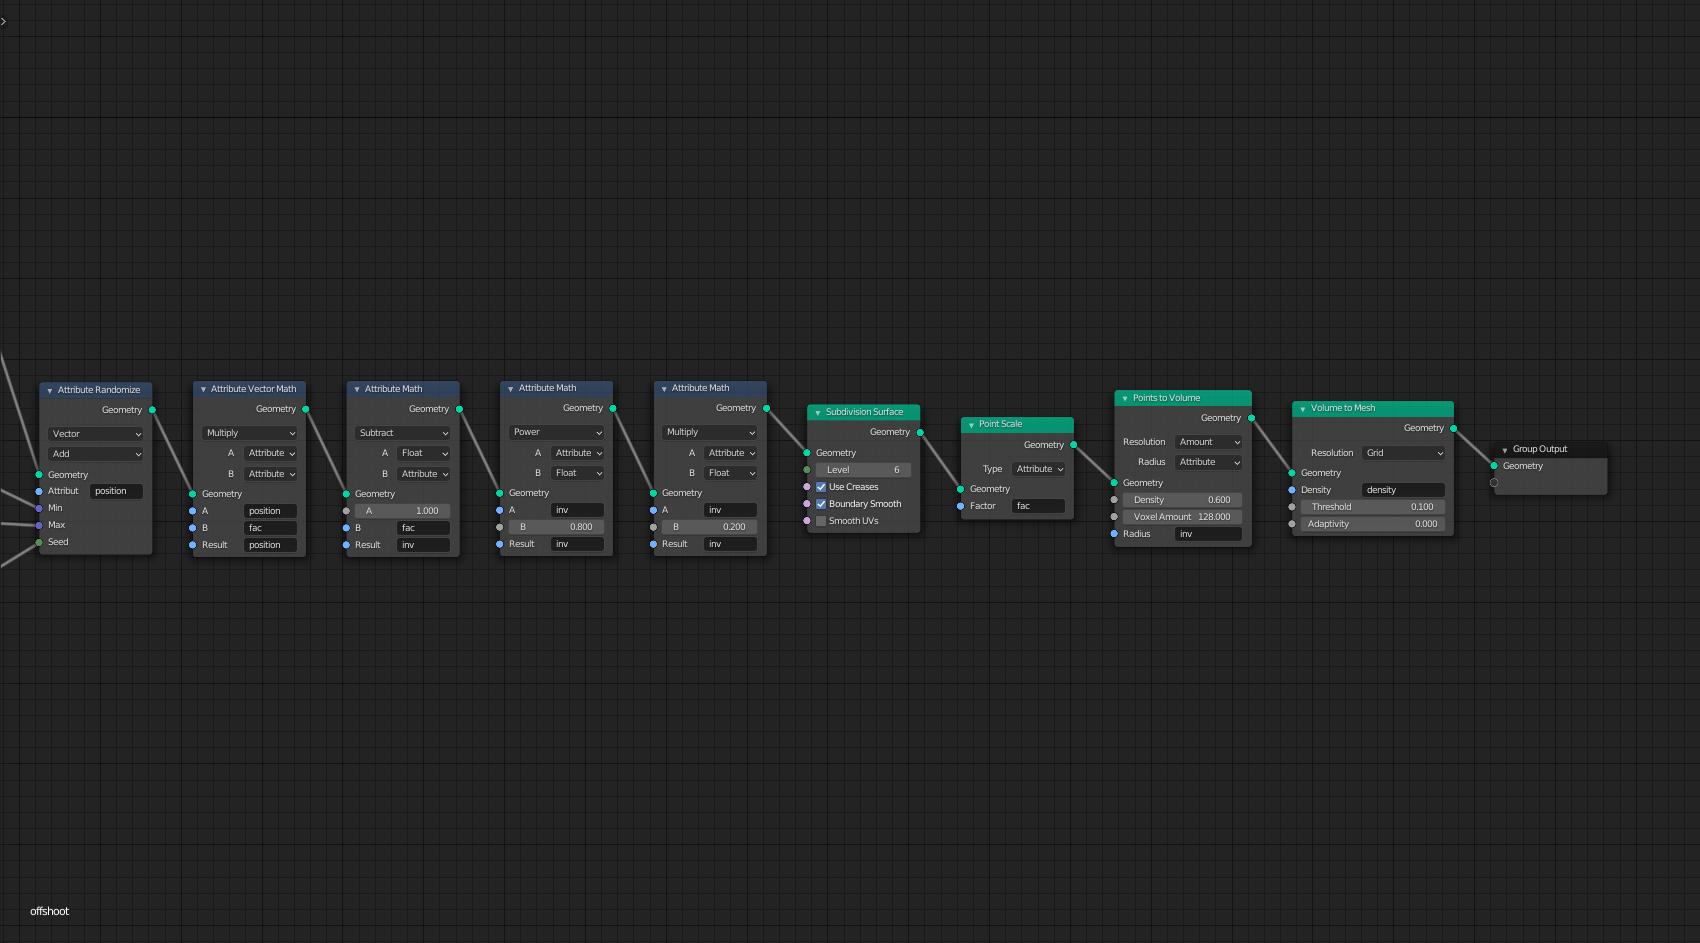 Attribute Randomize
Geometry
Vector
Add
Geometry
Attribut position
Min
Max
Seed
Attribute Vector Math
Geometry
Multiply
A Attribute
B Attribute
Geometry
A position
B fac
Result position
Attribute Math
Geometry
Subtract
A Float
B Attribute
Geometry
A 1.000
B fac
Result inv
Attribute Math
Geometry
Power
A Attribute
B Float
Geometry
A inv
B 0.800
Result inv
Attribute Math
Geometry
Multiply
A Attribute
B Float
Geometry
A inv
B 0.200
Result inv
Subdivision Surface
Geometry
Geometry
Level 6
Use Creases
Boundary Smooth
Smooth UVs
Point Scale
Geometry
Type Attribute
Geometry
Factor fac
Points to Volume
Geometry
Resolution Amount
Radius Attribute
Geometry
Density 0.600
Voxel Amount 128.000
Radius inv
Volume to Mesh
Geometry
Resolution Grid
Geometry
Density density
Threshold 0.100
Adaptivity 0.000
Group Output
Geometry
offshoot